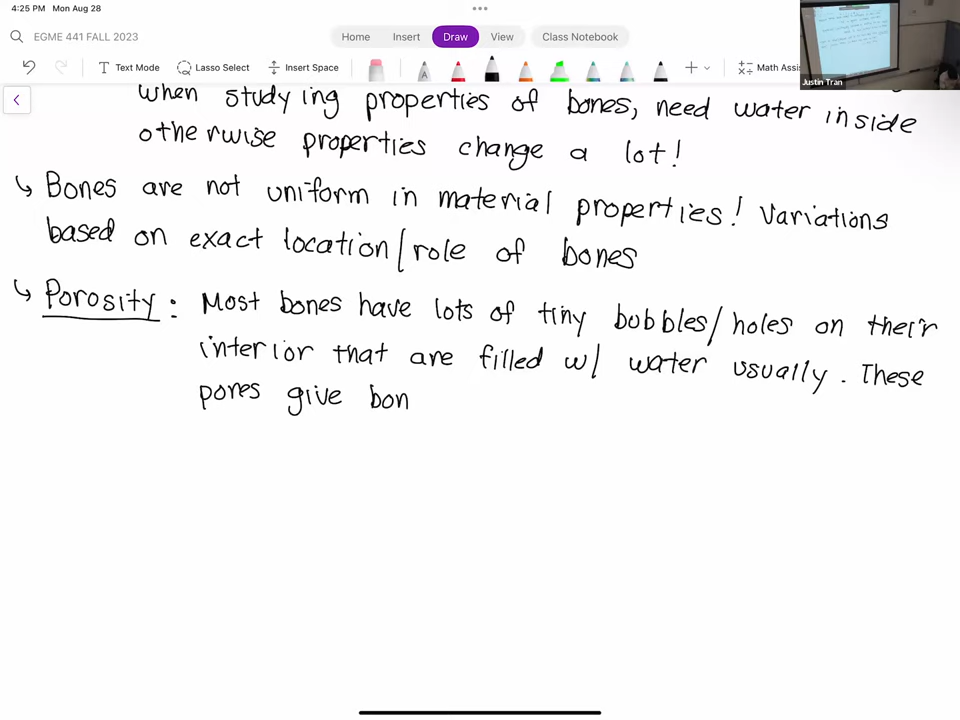 4:25 PM Mon Aug 28
EGME 441 FALL 2023
Home Insert Draw View Class Notebook
Text Mode Lasso Select Insert Space Math Assis
Justin Tran
when studying properties of bones, need water inside
otherwise properties change a lot!
↳ Bones are not uniform in material properties! Variations
based on exact location/role of bones
↳ Porosity: Most bones have lots of tiny bubbles/holes on their
interior that are filled w/ water usually. These
pores give bon